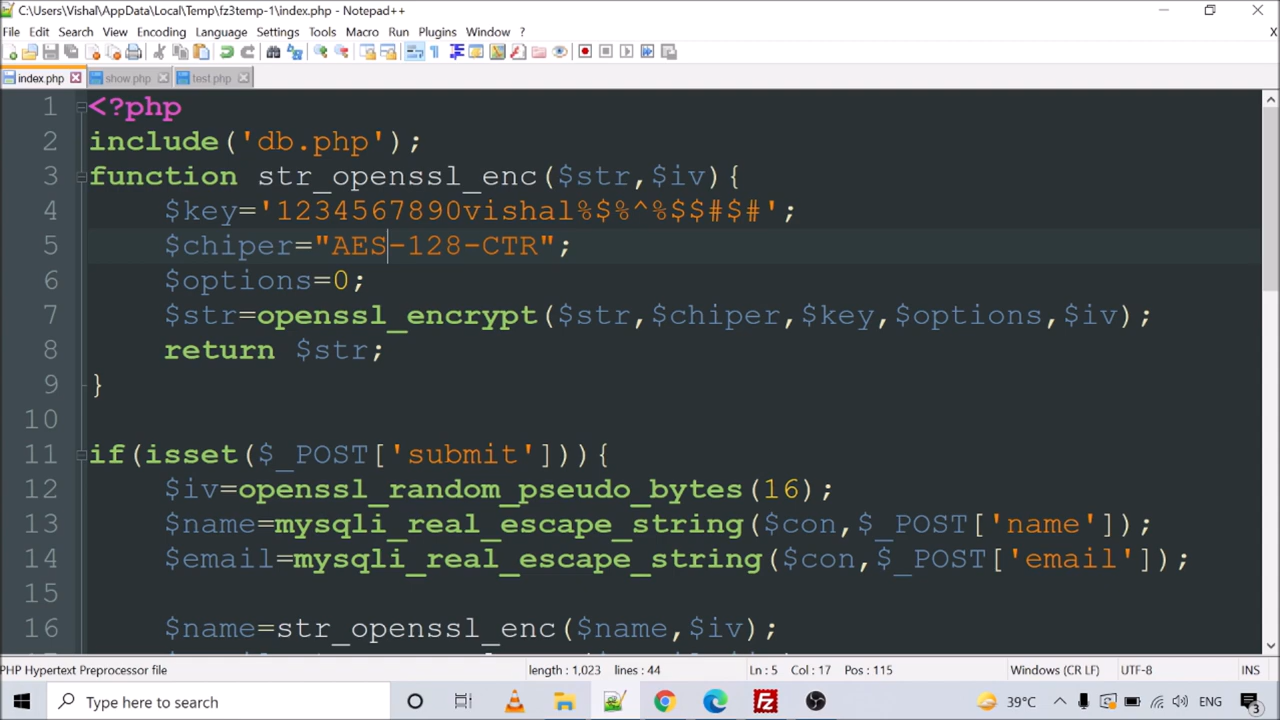 C:\Users\Vishal\AppData\Local\Temp\fz3temp-1\index.php - Notepad++
File Edit Search View Encoding Language Settings Tools Macro Run Plugins Window ? X
index.php show.php test.php
1 <?php
2 include('db.php');
3 function str_openssl_enc($str,$iv){
4 $key='1234567890vishal%$%^%$$#$#';
5 $chiper="AES-128-CTR";
6 $options=0;
7 $str=openssl_encrypt($str,$chiper,$key,$options,$iv);
8 return $str;
9 }
10
11 if(isset($_POST['submit'])){
12 $iv=openssl_random_pseudo_bytes(16);
13 $name=mysqli_real_escape_string($con,$_POST['name']);
14 $email=mysqli_real_escape_string($con,$_POST['email']);
15
16 $name=str_openssl_enc($name,$iv);
PHP Hypertext Preprocessor file length : 1,023 lines : 44 Ln : 5 Col : 17 Pos : 115 Windows (CR LF) UTF-8 INS
Type here to search 39°C ENG 3